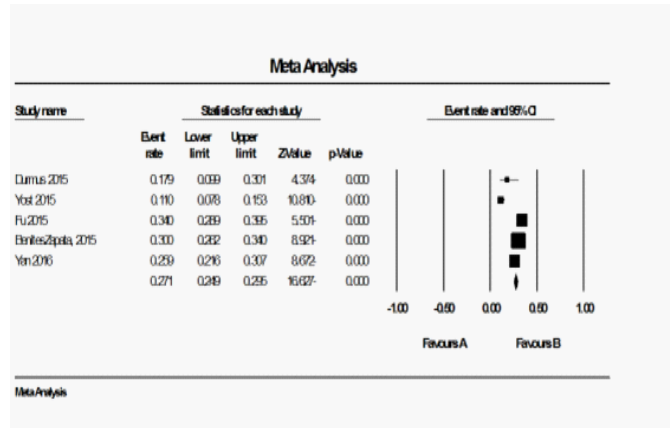 Meta Analysis
Study name Statistics for each study Event rate and 95% CI
Event Lower Upper
rate limit limit Z-Value p-Value
Durmus 2015 0.179 0.099 0.301 4.374- 0.000
Yost 2015 0.110 0.078 0.153 10.810- 0.000
Fu 2015 0.340 0.289 0.395 5.501- 0.000
BenitesZapata, 2015 0.300 0.262 0.340 8.921- 0.000
Yan 2016 0.259 0.216 0.307 8.672- 0.000
0.271 0.249 0.295 16.627- 0.000
-1.00 -0.50 0.00 0.50 1.00
Favours A Favours B
Meta Analysis